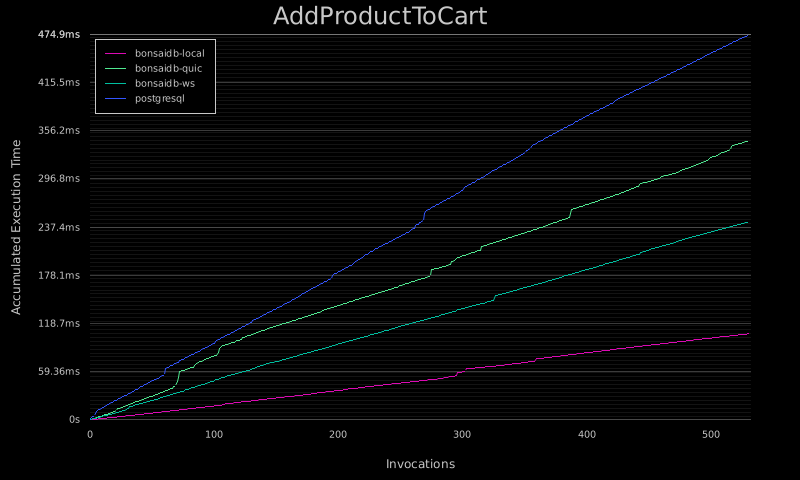 AddProductToCart
474.9ms
bonsaidb-local
bonsaidb-quic
bonsaidb-ws
postgresql
415.5ms
356.2ms
296.8ms
237.4ms
178.1ms
118.7ms
59.36ms
0s
Accumulated Execution Time
0 100 200 300 400 500
Invocations